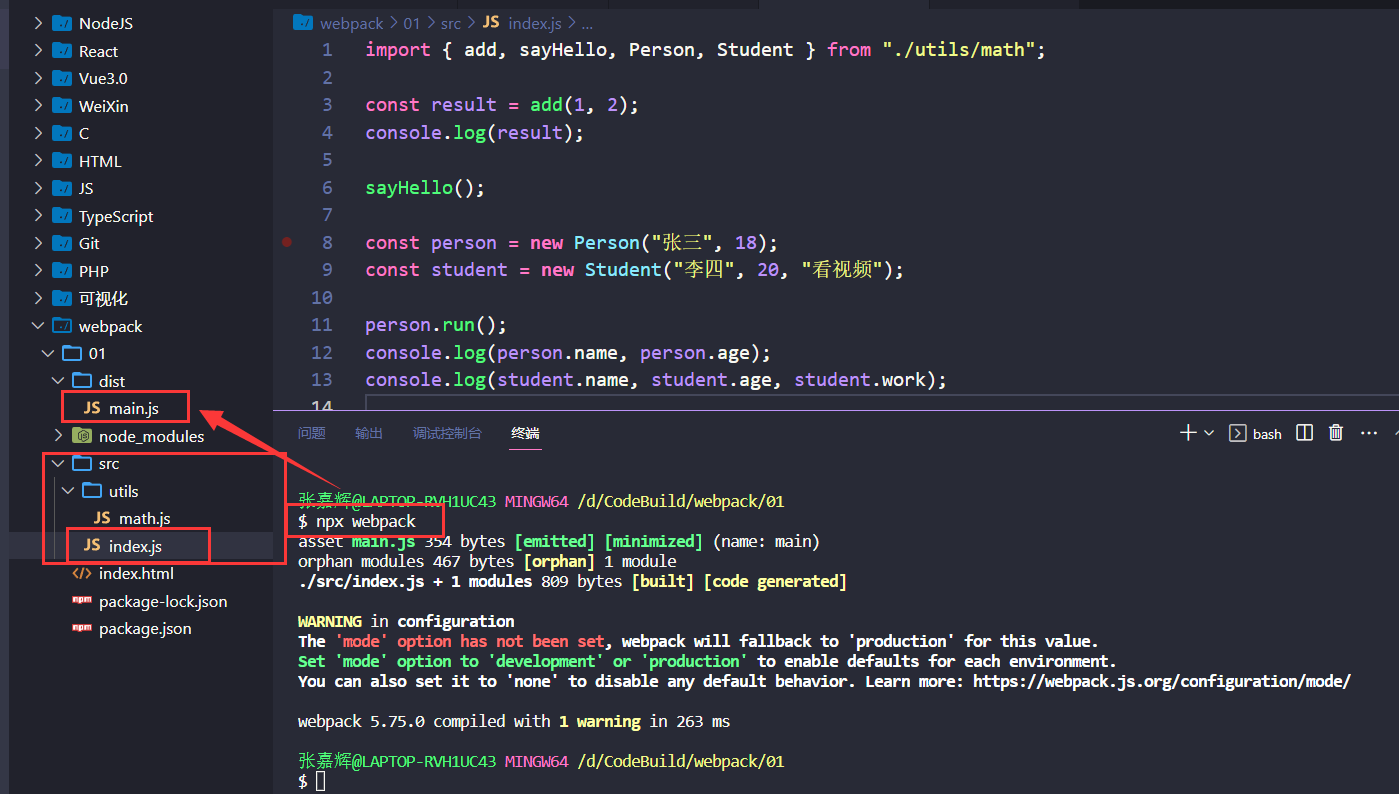 NodeJS
React
Vue3.0
WeiXin
C
HTML
JS
TypeScript
Git
PHP
可视化
webpack
01
dist
JS main.js
node_modules
src
utils
JS math.js
JS index.js
<> index.html
npm package-lock.json
npm package.json
webpack > 01 > src > JS index.js > ...
1 import { add, sayHello, Person, Student } from "./utils/math";
2
3 const result = add(1, 2);
4 console.log(result);
5
6 sayHello();
7
8 const person = new Person("张三", 18);
9 const student = new Student("李四", 20, "看视频");
10
11 person.run();
12 console.log(person.name, person.age);
13 console.log(student.name, student.age, student.work);
14
问题 输出 调试控制台 终端 bash
张嘉辉@LAPTOP-RVH1UC43 MINGW64 /d/CodeBuild/webpack/01
$ npx webpack
asset main.js 354 bytes [emitted] [minimized] (name: main)
orphan modules 467 bytes [orphan] 1 module
./src/index.js + 1 modules 809 bytes [built] [code generated]
WARNING in configuration
The 'mode' option has not been set, webpack will fallback to 'production' for this value.
Set 'mode' option to 'development' or 'production' to enable defaults for each environment.
You can also set it to 'none' to disable any default behavior. Learn more: https://webpack.js.org/configuration/mode/
webpack 5.75.0 compiled with 1 warning in 263 ms
张嘉辉@LAPTOP-RVH1UC43 MINGW64 /d/CodeBuild/webpack/01
$